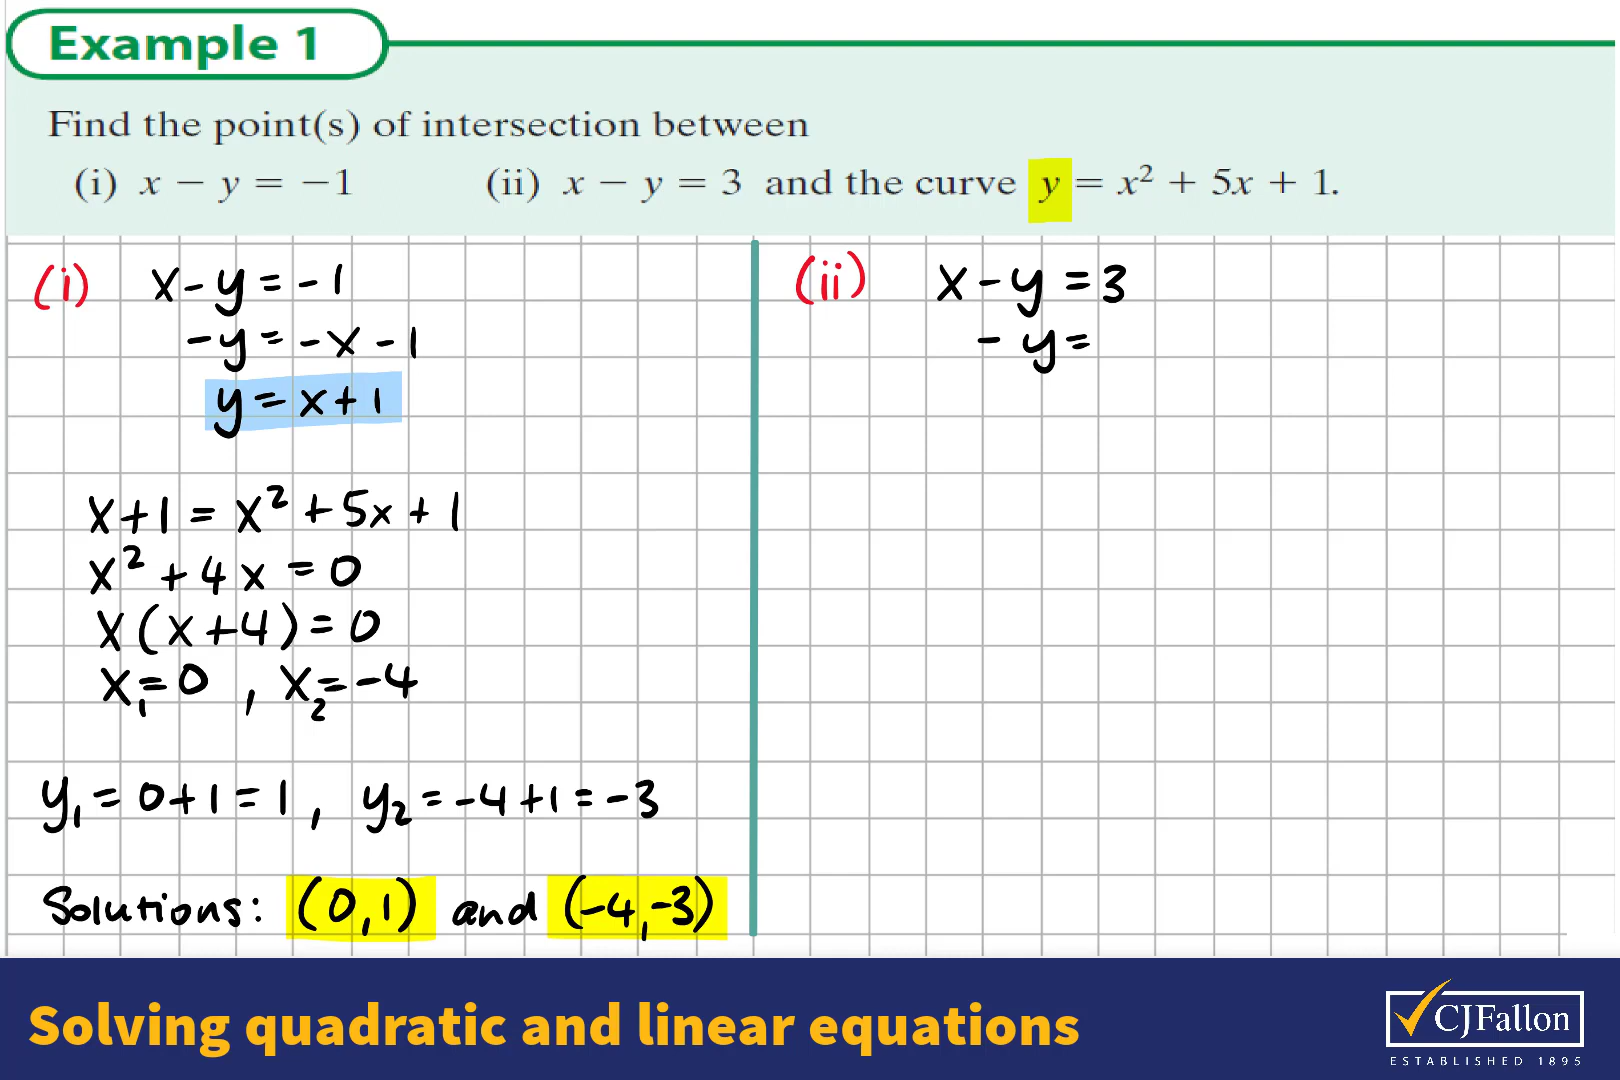 Example 1
Find the point(s) of intersection between
(i) x − y = −1 (ii) x − y = 3 and the curve y = x² + 5x + 1.
(i) x - y = -1
-y = -x - 1
y = x + 1
x + 1 = x² + 5x + 1
x² + 4x = 0
x(x + 4) = 0
x₁ = 0 , x₂ = -4
y₁ = 0 + 1 = 1 , y₂ = -4 + 1 = -3
Solutions: (0,1) and (-4,-3)
(ii) x - y = 3
- y =
Solving quadratic and linear equations
CJFallon
ESTABLISHED 1895